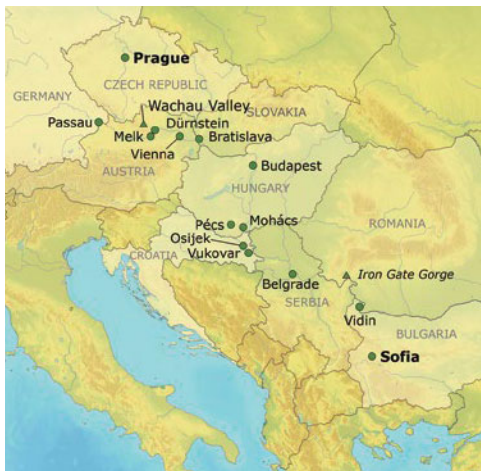 Prague
CZECH REPUBLIC
GERMANY
Wachau Valley
SLOVAKIA
Passau
Dürnstein
Melk
Bratislava
Vienna
Budapest
AUSTRIA
HUNGARY
Pécs
Mohács
ROMANIA
Osijek
CROATIA
Vukovar
Iron Gate Gorge
Belgrade
SERBIA
Vidin
BULGARIA
Sofia